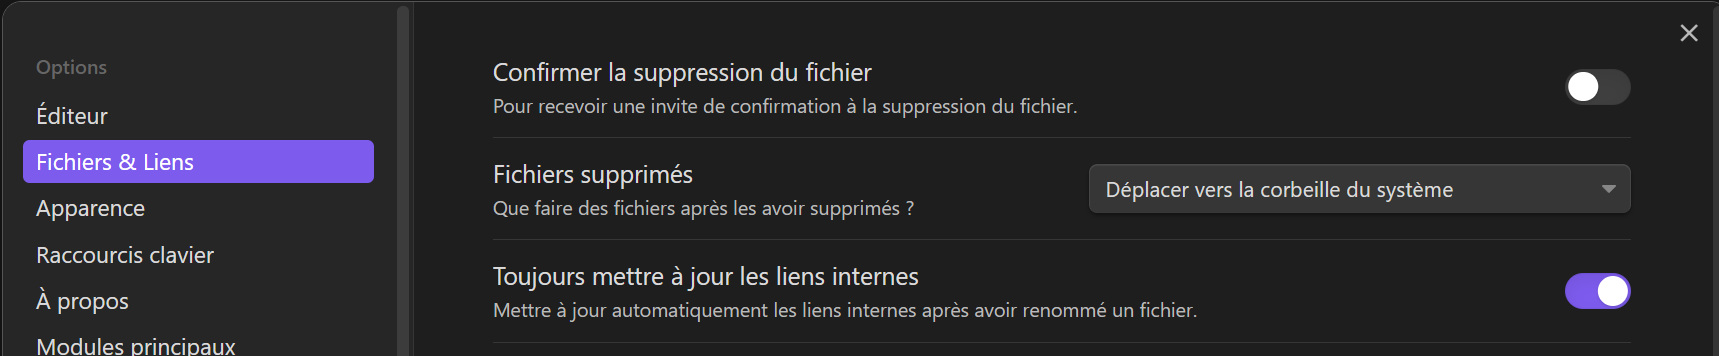 Options
Éditeur
Fichiers & Liens
Apparence
Raccourcis clavier
À propos
Modules principaux
Confirmer la suppression du fichier
Pour recevoir une invite de confirmation à la suppression du fichier.
Fichiers supprimés
Que faire des fichiers après les avoir supprimés ?
Déplacer vers la corbeille du système
Toujours mettre à jour les liens internes
Mettre à jour automatiquement les liens internes après avoir renommé un fichier.